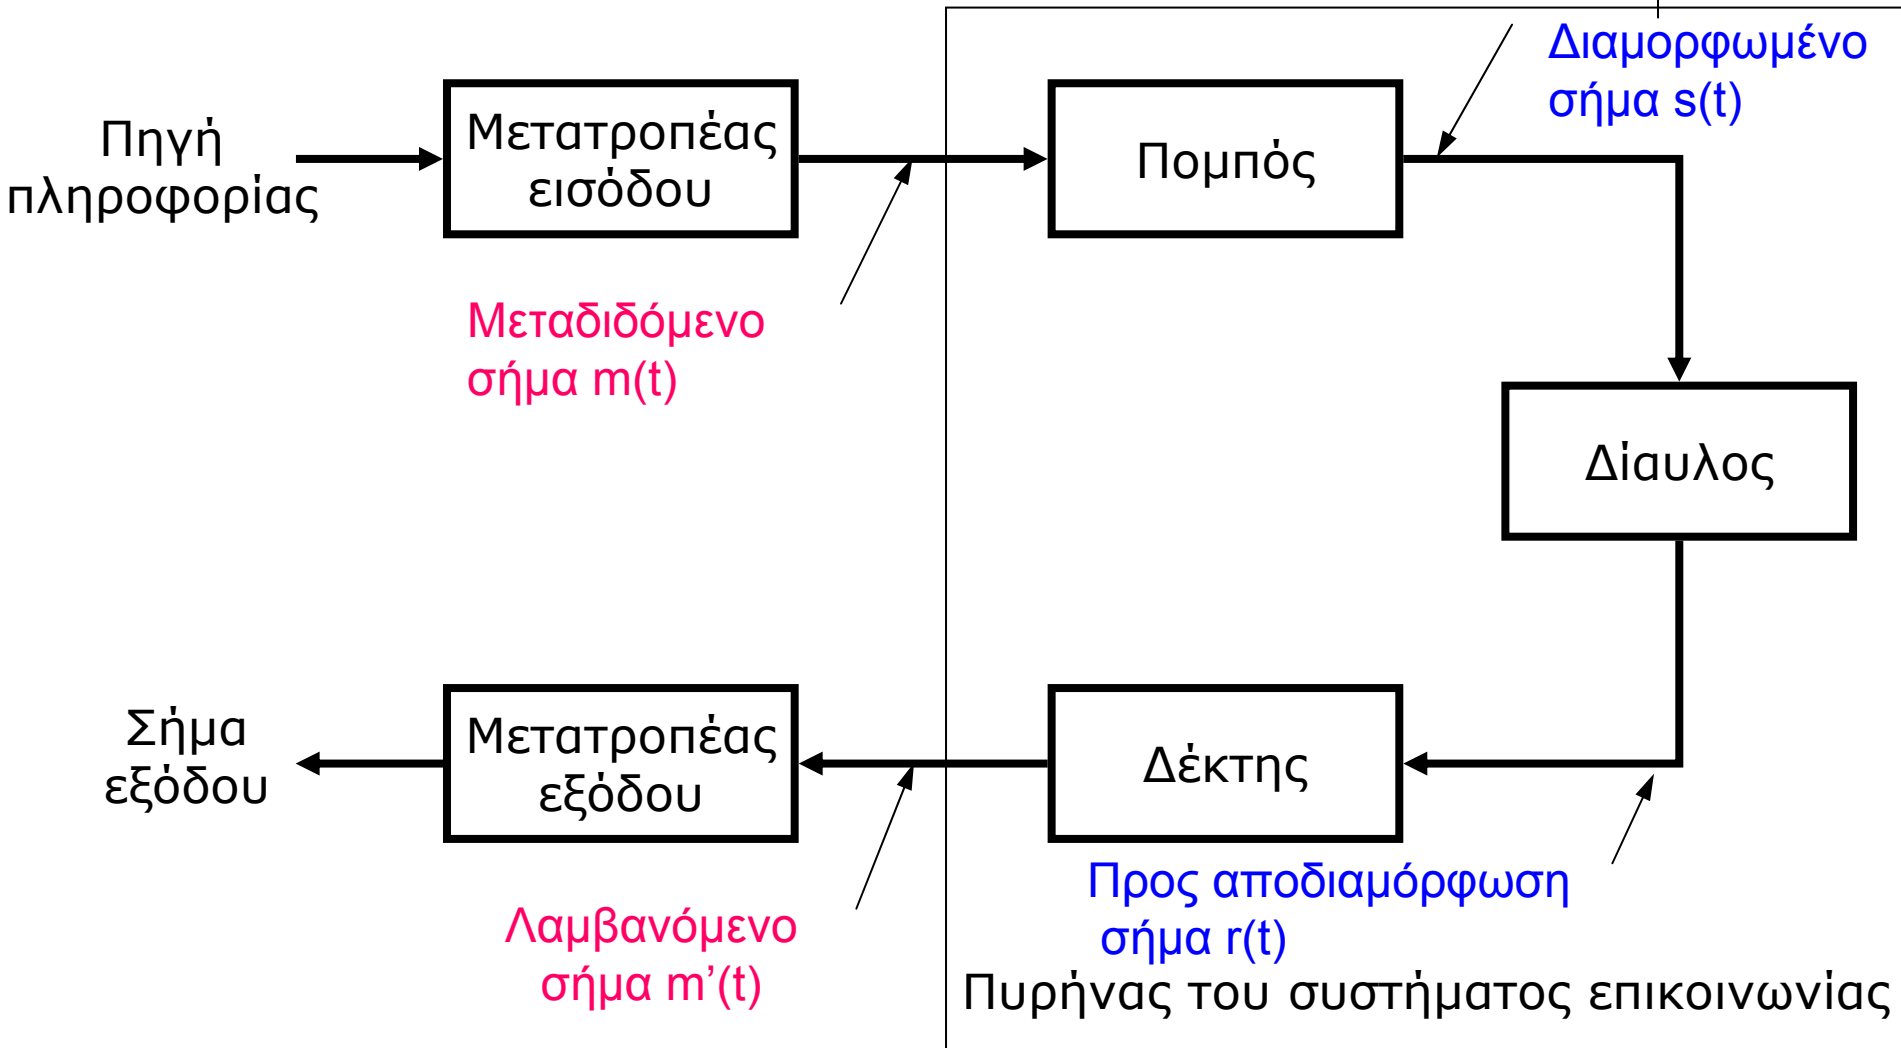 Διαμορφωμένο
σήμα s(t)
Πηγή
πληροφορίας
Μετατροπέας
εισόδου
Πομπός
Μεταδιδόμενο
σήμα m(t)
Δίαυλος
Σήμα
εξόδου
Μετατροπέας
εξόδου
Δέκτης
Λαμβανόμενο
σήμα m’(t)
Προς αποδιαμόρφωση
σήμα r(t)
Πυρήνας του συστήματος επικοινωνίας